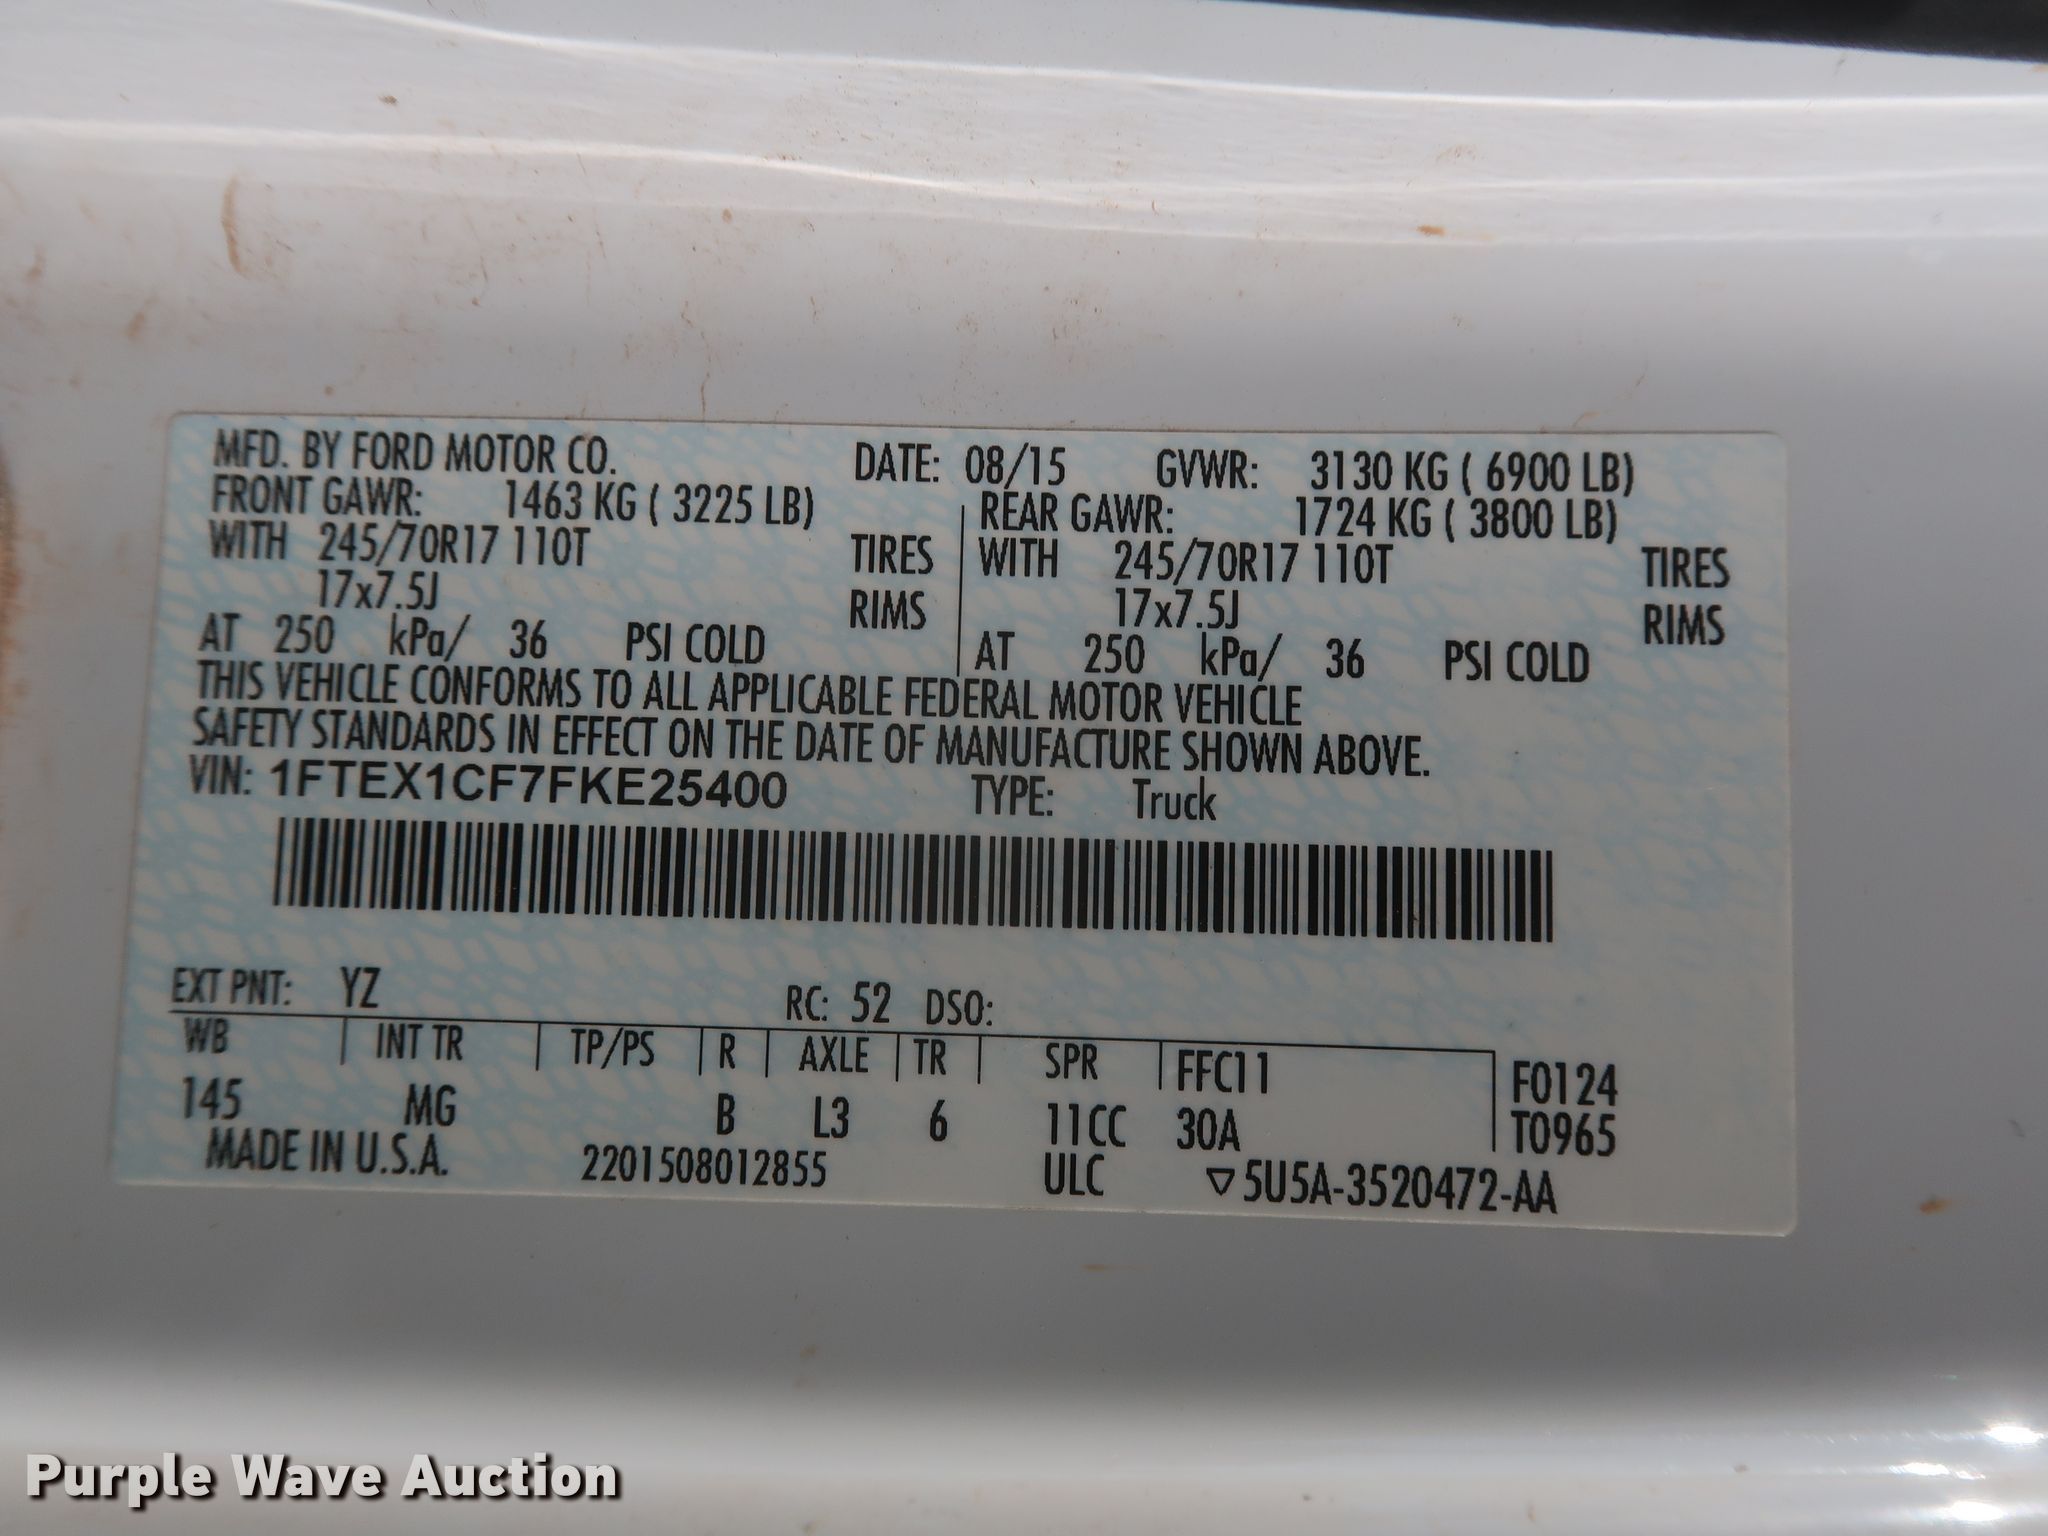 MFD. BY FORD MOTOR CO. DATE: 08/15 GVWR: 3130 KG ( 6900 LB)
FRONT GAWR: 1463 KG ( 3225 LB) REAR GAWR: 1724 KG ( 3800 LB)
WITH 245/70R17 110T TIRES WITH 245/70R17 110T TIRES
17x7.5J RIMS 17x7.5J RIMS
AT 250 kPa/ 36 PSI COLD AT 250 kPa/ 36 PSI COLD
THIS VEHICLE CONFORMS TO ALL APPLICABLE FEDERAL MOTOR VEHICLE
SAFETY STANDARDS IN EFFECT ON THE DATE OF MANUFACTURE SHOWN ABOVE.
VIN: 1FTEX1CF7FKE25400 TYPE: Truck
EXT PNT: YZ RC: 52 DSO:
WB INT TR TP/PS R AXLE TR SPR FFC11 F0124
145 MG B L3 6 11CC 30A T0965
MADE IN U.S.A. 2201508012855 ULC ▽5U5A-3520472-AA
Purple Wave Auction